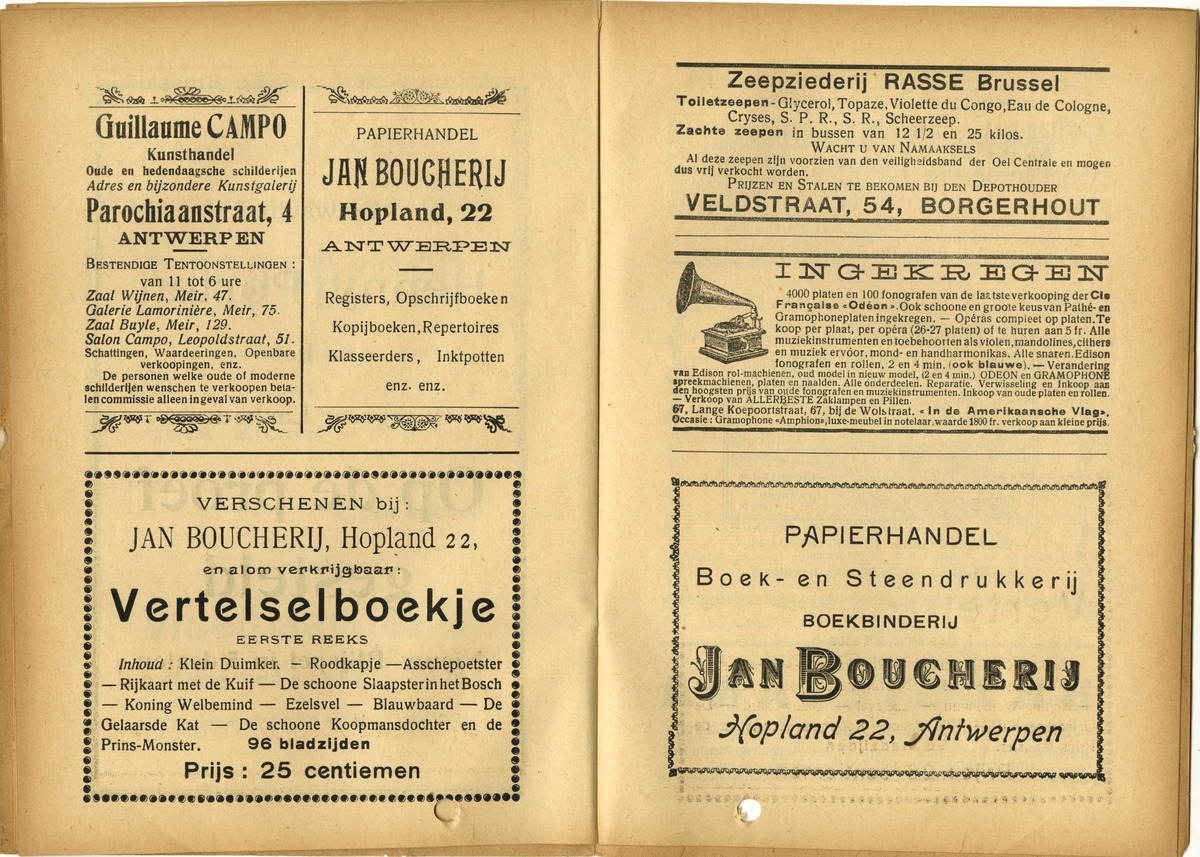 Guillaume CAMPO
Kunsthandel
Oude en hedendaagsche schilderijen
Adres en bijzondere Kunstgalerij
Parochiaanstraat, 4
ANTWERPEN
BESTENDIGE TENTOONSTELLINGEN :
van 11 tot 6 ure
Zaal Wijnen, Meir, 47.
Galerie Lamorinière, Meir, 75.
Zaal Buyle, Meir, 129.
Salon Campo, Leopoldstraat, 51.
Schattingen, Waardeeringen, Openbare
verkoopingen, enz.
De personen welke oude of moderne
schilderijen wenschen te verkoopen beta-
len commissie alleen in geval van verkoop.
PAPIERHANDEL
JAN BOUCHERIJ
Hopland, 22
ANTWERPEN
Registers, Opschrijfboeken
Kopijboeken, Repertoires
Klasseerders, Inktpotten
enz. enz.
VERSCHENEN bij :
JAN BOUCHERIJ, Hopland 22,
en alom verkrijgbaar :
Vertelselboekje
EERSTE REEKS
Inhoud : Klein Duimker. — Roodkapje — Asschepoetster
— Rijkaart met de Kuif — De schoone Slaapster in het Bosch
— Koning Welbemind — Ezelsvel — Blauwbaard — De
Gelaarsde Kat — De schoone Koopmansdochter en de
Prins-Monster. 96 bladzijden
Prijs : 25 centiemen
Zeepziederij RASSE Brussel
Toiletzeepen - Glycerol, Topaze, Violette du Congo, Eau de Cologne,
Cryses, S. P. R., S. R., Scheerzeep.
Zachte zeepen in bussen van 12 1/2 en 25 kilos.
WACHT U VAN NAMAAKSELS
Al deze zeepen zijn voorzien van den veiligheidsband der Oel Centrale en mogen
dus vrij verkocht worden.
PRIJZEN EN STALEN TE BEKOMEN BIJ DEN DEPOTHOUDER
VELDSTRAAT, 54, BORGERHOUT
INGEKREGEN
4000 platen en 100 fonografen van de laatste verkooping der Cie
Française «Odéon». Ook schoone en groote keus van Pathé- en
Gramophoneplaten ingekregen. — Opéras compleet op platen. Te
koop per plaat, per opéra (26-27 platen) of te huren aan 5 fr. Alle
muziekinstrumenten en toebehoorten als violen, mandolines, cithers
en muziek ervóor, mond- en handharmonikas. Alle snaren. Edison
fonografen en rollen, 2 en 4 min. (ook blauwe). — Verandering
van Edison rol-machienen, oud model in nieuw model, (2 en 4 min.) ODEON en GRAMOPHONE
spreekmachienen, platen en naalden. Alle onderdeelen. Reparatie. Verwisseling en Inkoop aan
den hoogsten prijs van oude fonografen en muziekinstrumenten. Inkoop van oude platen en rollen.
— Verkoop van ALLERBESTE Zaklampen en Pillen.
67, Lange Koepoortstraat, 67, bij de Wolstraat. « In de Amerikaansche Vlag».
Occasie : Gramophone «Amphion», luxe-meubel in notelaar, waarde 1800 fr. verkoop aan kleine prijs.
PAPIERHANDEL
Boek- en Steendrukkerij
BOEKBINDERIJ
JAN BOUCHERIJ
Hopland 22, Antwerpen